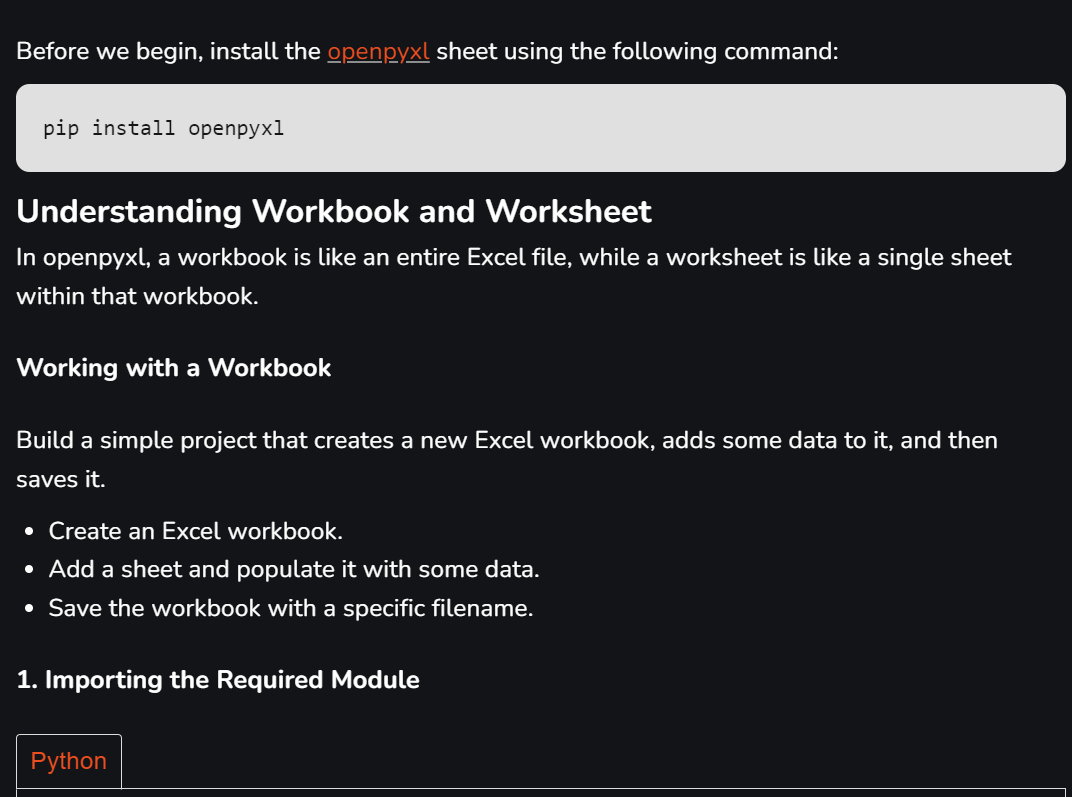 Before we begin, install the openpyxl sheet using the following command:
pip install openpyxl
Understanding Workbook and Worksheet
In openpyxl, a workbook is like an entire Excel file, while a worksheet is like a single sheet
within that workbook.
Working with a Workbook
Build a simple project that creates a new Excel workbook, adds some data to it, and then
saves it.
• Create an Excel workbook.
• Add a sheet and populate it with some data.
• Save the workbook with a specific filename.
1. Importing the Required Module
Python